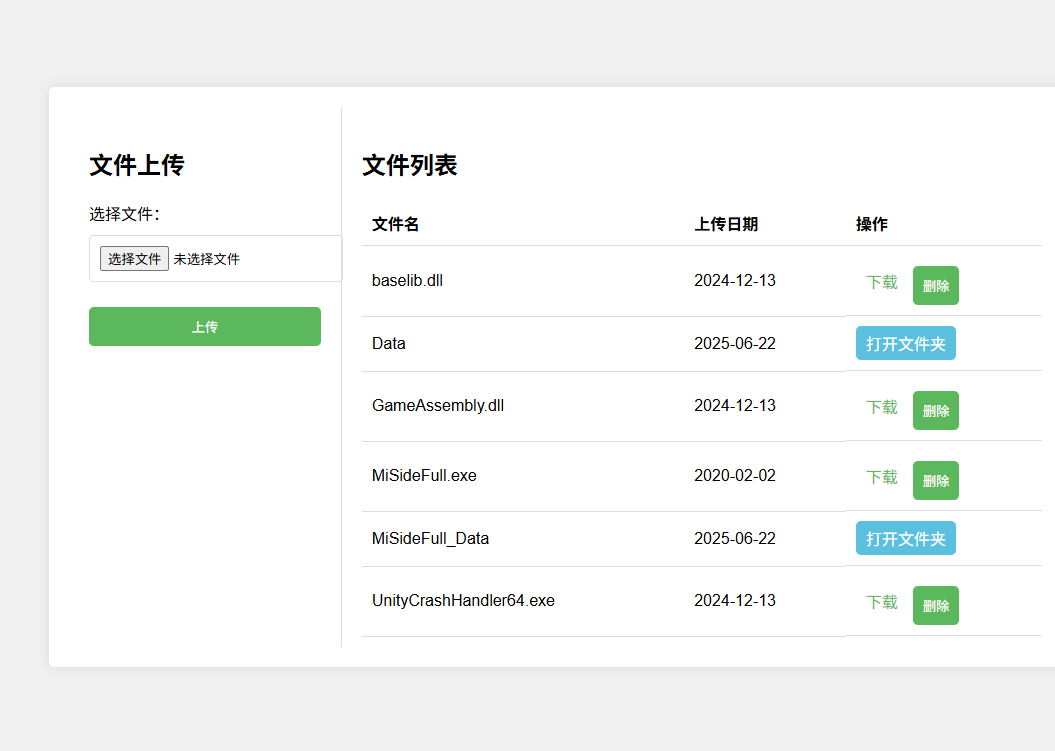 文件上传
选择文件：
选择文件 未选择文件
上传
文件列表
文件名 上传日期 操作
baselib.dll 2024-12-13 下载 删除
Data 2025-06-22 打开文件夹
GameAssembly.dll 2024-12-13 下载 删除
MiSideFull.exe 2020-02-02 下载 删除
MiSideFull_Data 2025-06-22 打开文件夹
UnityCrashHandler64.exe 2024-12-13 下载 删除